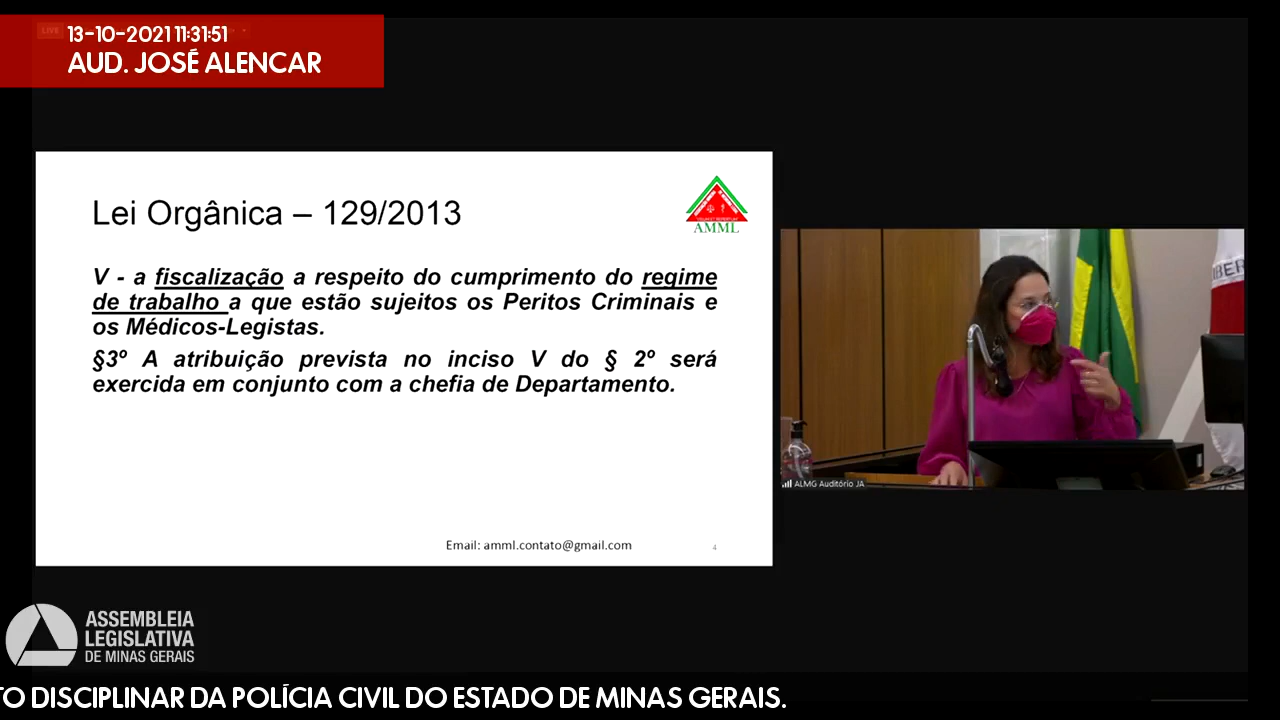 13-10-2021 11:31:51
AUD. JOSÉ ALENCAR
Lei Orgânica – 129/2013
AMML
V - a fiscalização a respeito do cumprimento do regime
de trabalho a que estão sujeitos os Peritos Criminais e
os Médicos-Legistas.
§3º A atribuição prevista no inciso V do § 2º será
exercida em conjunto com a chefia de Departamento.
Email: amml.contato@gmail.com
4
ALMG Auditório JA
ASSEMBLEIA
LEGISLATIVA
DE MINAS GERAIS
TO DISCIPLINAR DA POLÍCIA CIVIL DO ESTADO DE MINAS GERAIS.